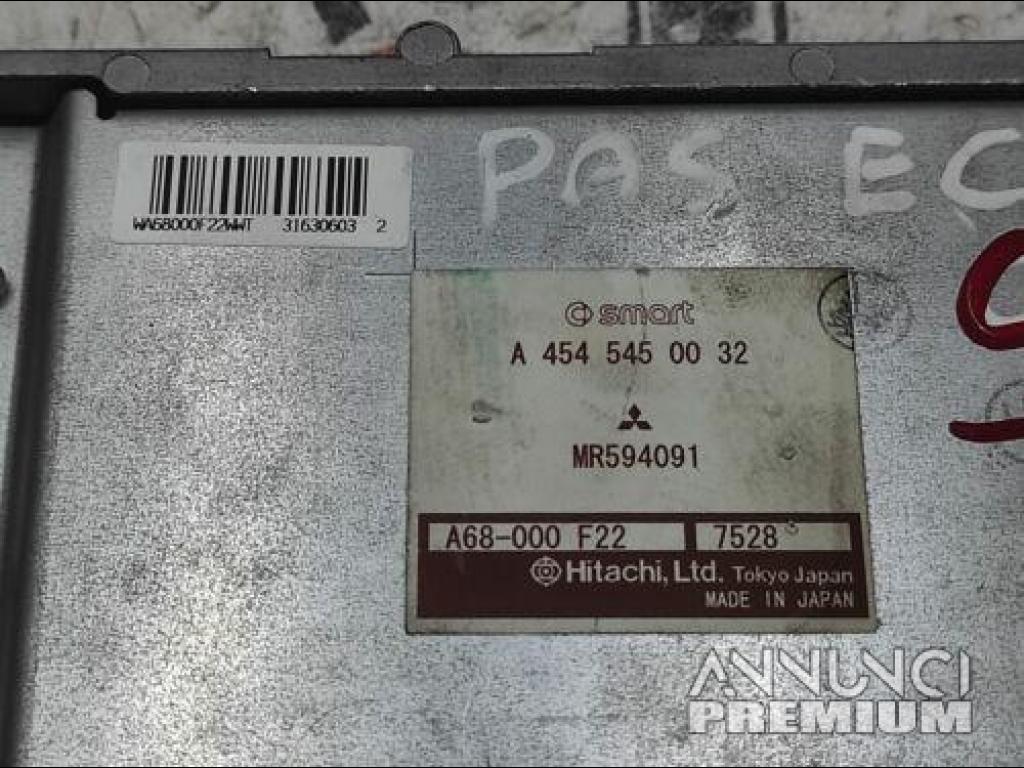 PAS EC
WA68000F22WWT 31630603 2
smart
A 454 545 00 32
MR594091
A68-000 F22 7528
Hitachi, Ltd. Tokyo Japan
MADE IN JAPAN
ANNUNCI
PREMIUM